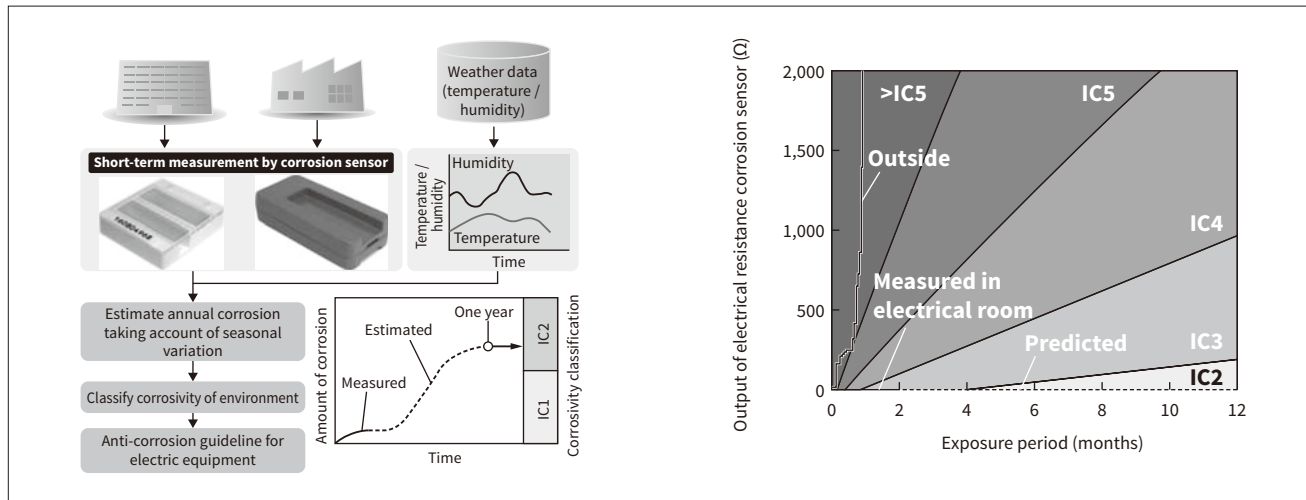 Weather data
(temperature /
humidity)
Short-term measurement by corrosion sensor
160804968
Temperature /
humidity
Humidity
Temperature
Time
Estimate annual corrosion
taking account of seasonal
variation
Classify corrosivity of environment
Anti-corrosion guideline for
electric equipment
Amount of corrosion
Measured
Estimated
One year
IC2
IC1
Corrosivity classification
Time
Output of electrical resistance corrosion sensor (Ω)
2,000
1,500
1,000
500
0
>IC5
IC5
Outside
IC4
Measured in
electrical room
Predicted
IC3
IC2
0
2
4
6
8
10
12
Exposure period (months)